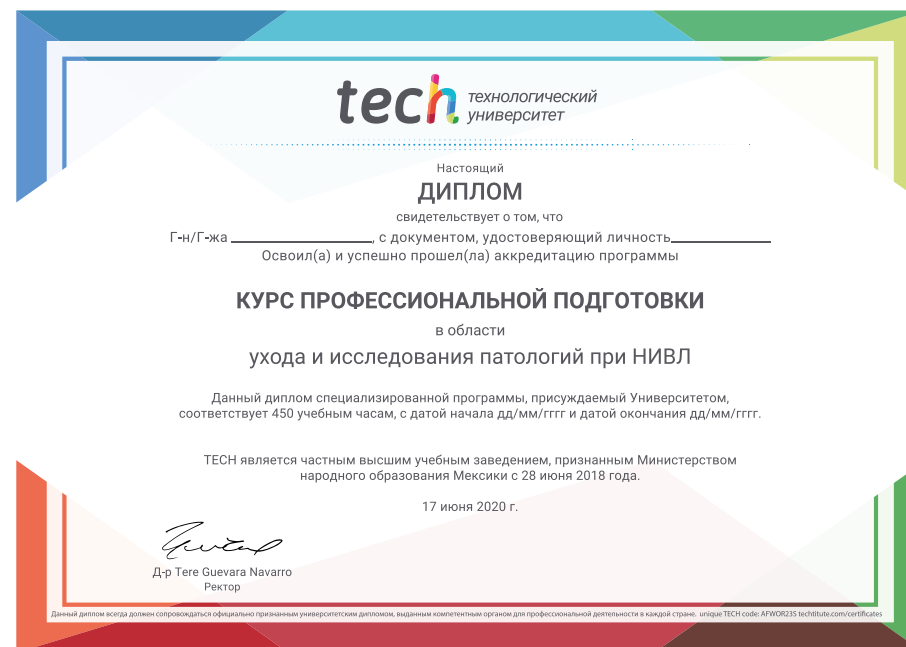 tech технологический университет
Настоящий
ДИПЛОМ
свидетельствует о том, что
Г-н/Г-жа ____________, с документом, удостоверяющий личность__________
Освоил(а) и успешно прошел(ла) аккредитацию программы
КУРС ПРОФЕССИОНАЛЬНОЙ ПОДГОТОВКИ
в области
ухода и исследования патологий при НИВЛ
Данный диплом специализированной программы, присуждаемый Университетом,
соответствует 450 учебным часам, с датой начала дд/мм/гггг и датой окончания дд/мм/гггг.
TECH является частным высшим учебным заведением, признанным Министерством
народного образования Мексики с 28 июня 2018 года.
17 июня 2020 г.
Д-р Tere Guevara Navarro
Ректор
Данный диплом всегда должен сопровождаться официально признанным университетским дипломом, выданным компетентным органом для профессиональной деятельности в каждой стране. unique TECH code: AFWOR23S techtitute.com/certificates